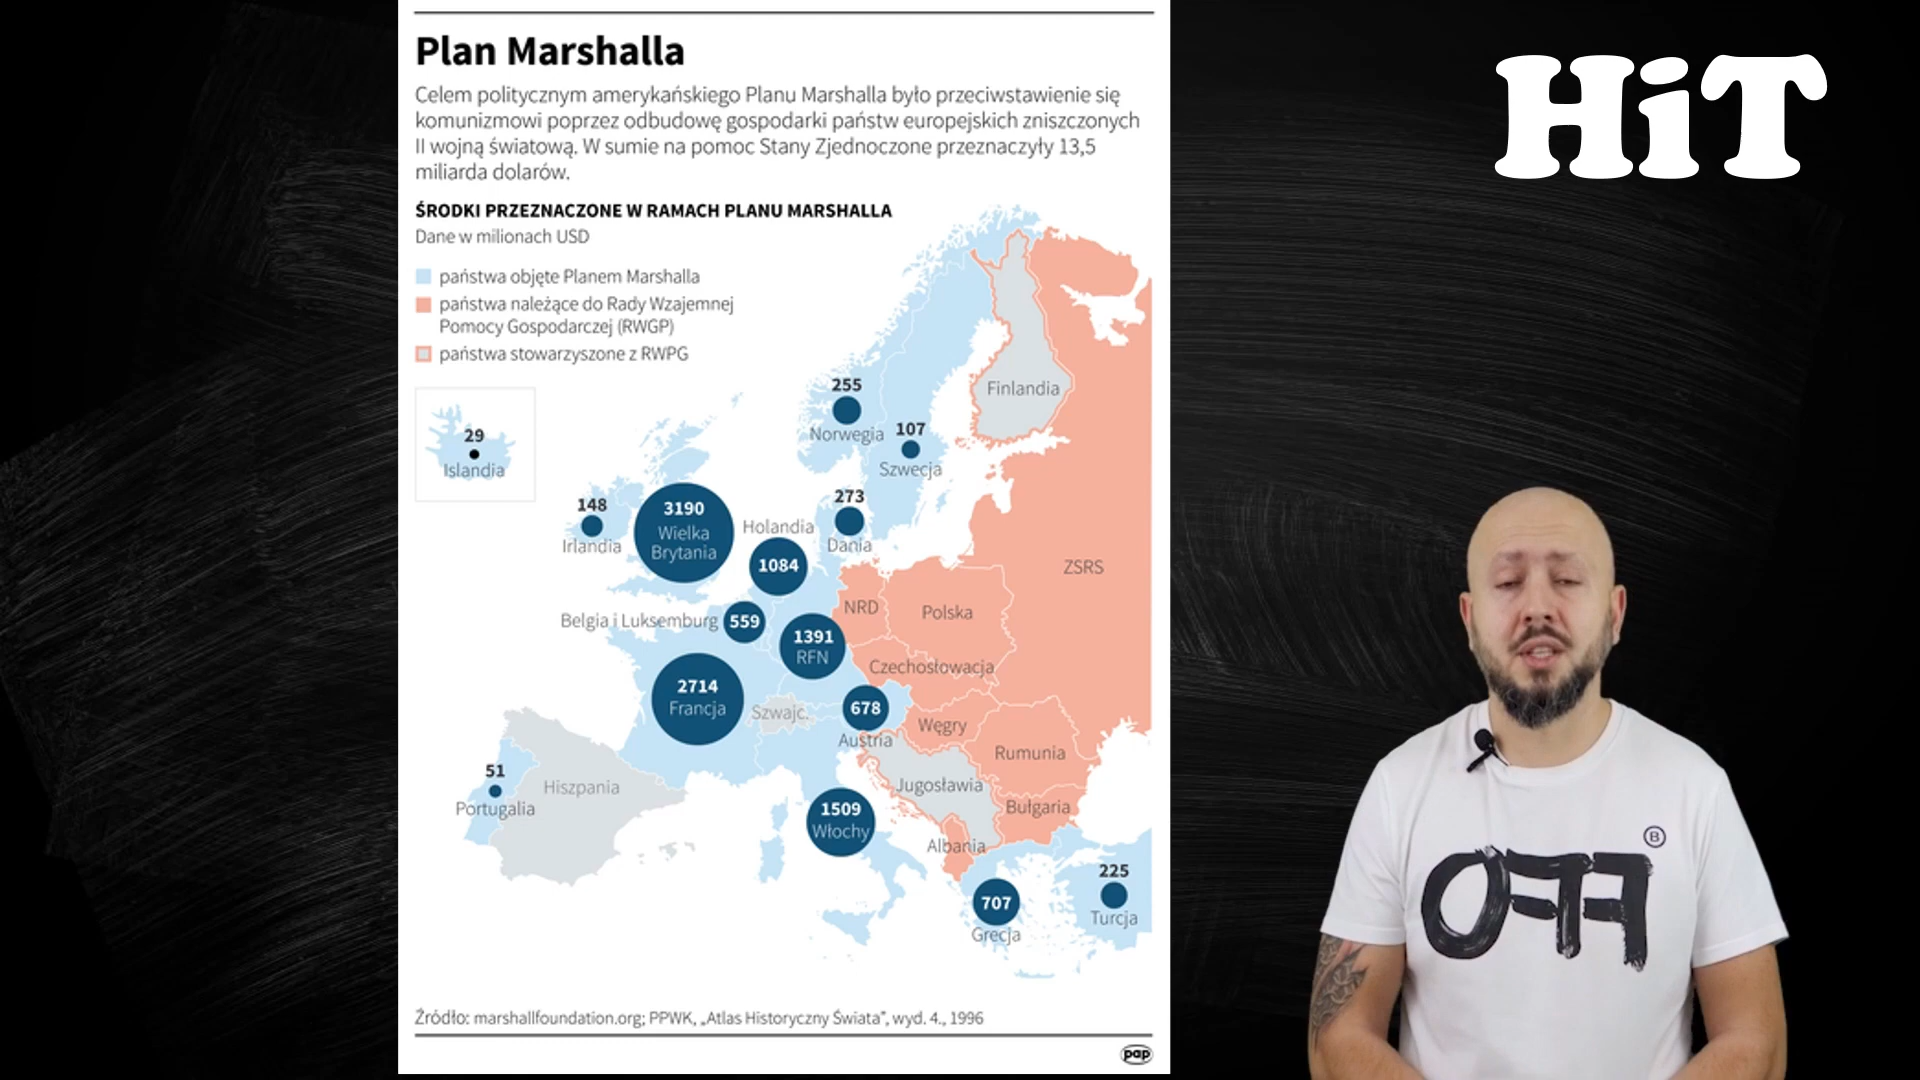 Plan Marshalla
Celem politycznym amerykańskiego Planu Marshalla było przeciwstawienie się
komunizmowi poprzez odbudowę gospodarki państw europejskich zniszczonych
II wojną światową. W sumie na pomoc Stany Zjednoczone przeznaczyły 13,5
miliarda dolarów.
ŚRODKI PRZEZNACZONE W RAMACH PLANU MARSHALLA
Dane w milionach USD
państwa objęte Planem Marshalla
państwa należące do Rady Wzajemnej
Pomocy Gospodarczej (RWGP)
państwa stowarzyszone z RWPG
29
Islandia
255
Norwegia
107
Szwecja
Finlandia
148
Irlandia
3190
Wielka
Brytania
Holandia
1084
273
Dania
ZSRS
Belgia i Luksemburg
559
1391
RFN
NRD
Polska
Czechosłowacja
2714
Francja
Szwajc.
678
Austria
Węgry
Rumunia
51
Portugalia
Hiszpania
Jugosławia
Bułgaria
1509
Włochy
Albania
707
Grecja
225
Turcja
Źródło: marshallfoundation.org; PPWK, „Atlas Historyczny Świata”, wyd. 4., 1996
pap
HiT
B
OFF